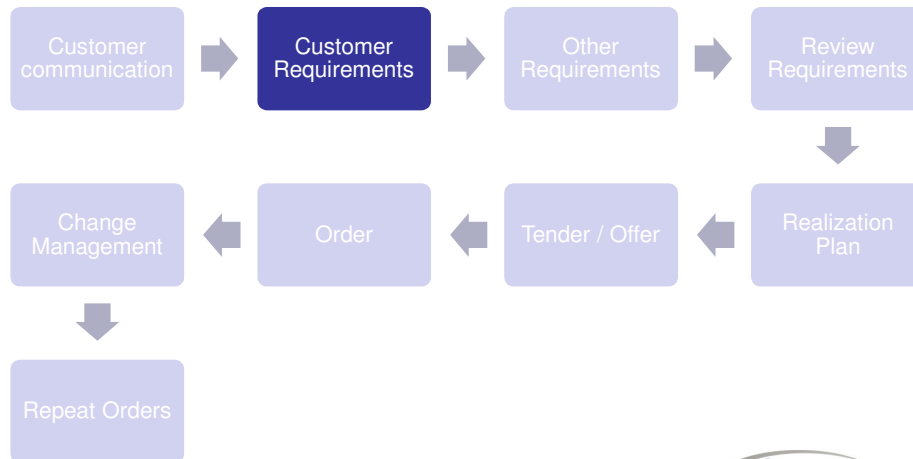 Customer
communication
Customer
Requirements
Other
Requirements
Review
Requirements
Change
Management
Order
Tender / Offer
Realization
Plan
Repeat Orders